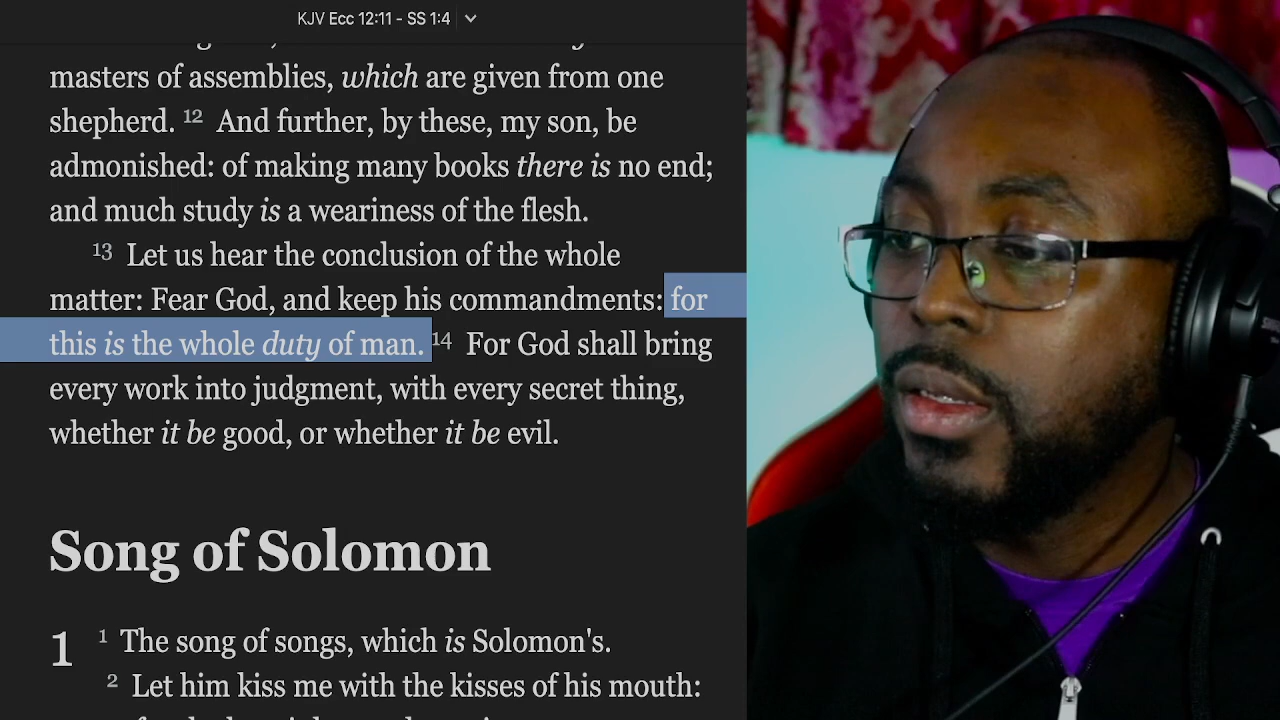 KJV Ecc 12:11 - SS 1:4
masters of assemblies, which are given from one
shepherd. 12 And further, by these, my son, be
admonished: of making many books there is no end;
and much study is a weariness of the flesh.
13 Let us hear the conclusion of the whole
matter: Fear God, and keep his commandments: for
this is the whole duty of man. 14 For God shall bring
every work into judgment, with every secret thing,
whether it be good, or whether it be evil.
Song of Solomon
1 1 The song of songs, which is Solomon's.
2 Let him kiss me with the kisses of his mouth: